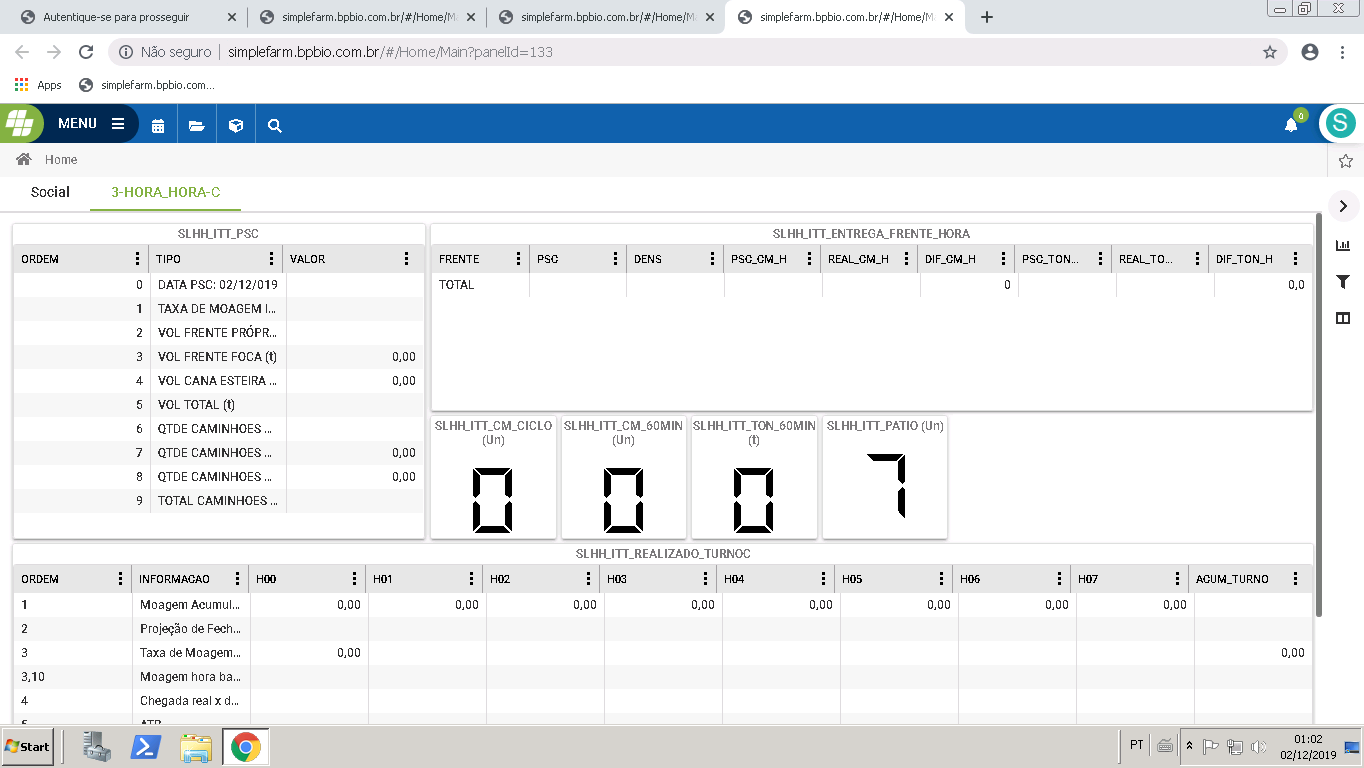 Autentique-se para prosseguir
simplefarm.bpbio.com.br/#/Home/Ma
simplefarm.bpbio.com.br/#/Home/Ma
simplefarm.bpbio.com.br/#/Home/Ma
Não seguro | simplefarm.bpbio.com.br/#/Home/Main?panelId=133
Apps simplefarm.bpbio.com...
MENU
0
S
Home
Social 3-HORA_HORA-C
SLHH_ITT_PSC
ORDEM TIPO VALOR
0 DATA PSC: 02/12/019
1 TAXA DE MOAGEM I...
2 VOL FRENTE PRÓPR...
3 VOL FRENTE FOCA (t) 0,00
4 VOL CANA ESTEIRA ... 0,00
5 VOL TOTAL (t)
6 QTDE CAMINHOES ...
7 QTDE CAMINHOES ... 0,00
8 QTDE CAMINHOES ... 0,00
9 TOTAL CAMINHOES ...
SLHH_ITT_ENTREGA_FRENTE_HORA
FRENTE PSC DENS PSC_CM_H REAL_CM_H DIF_CM_H PSC_TON... REAL_TO... DIF_TON_H
TOTAL 0 0,0
SLHH_ITT_CM_CICLO
(Un)
0
SLHH_ITT_CM_60MIN
(Un)
0
SLHH_ITT_TON_60MIN
(t)
0
SLHH_ITT_PATIO (Un)
7
SLHH_ITT_REALIZADO_TURNOC
ORDEM INFORMACAO H00 H01 H02 H03 H04 H05 H06 H07 ACUM_TURNO
1 Moagem Acumul... 0,00 0,00 0,00 0,00 0,00 0,00 0,00 0,00
2 Projeção de Fech...
3 Taxa de Moagem... 0,00 0,00
3,10 Moagem hora ba...
4 Chegada real x d...
5 ATR
Start
PT
01:02
02/12/2019